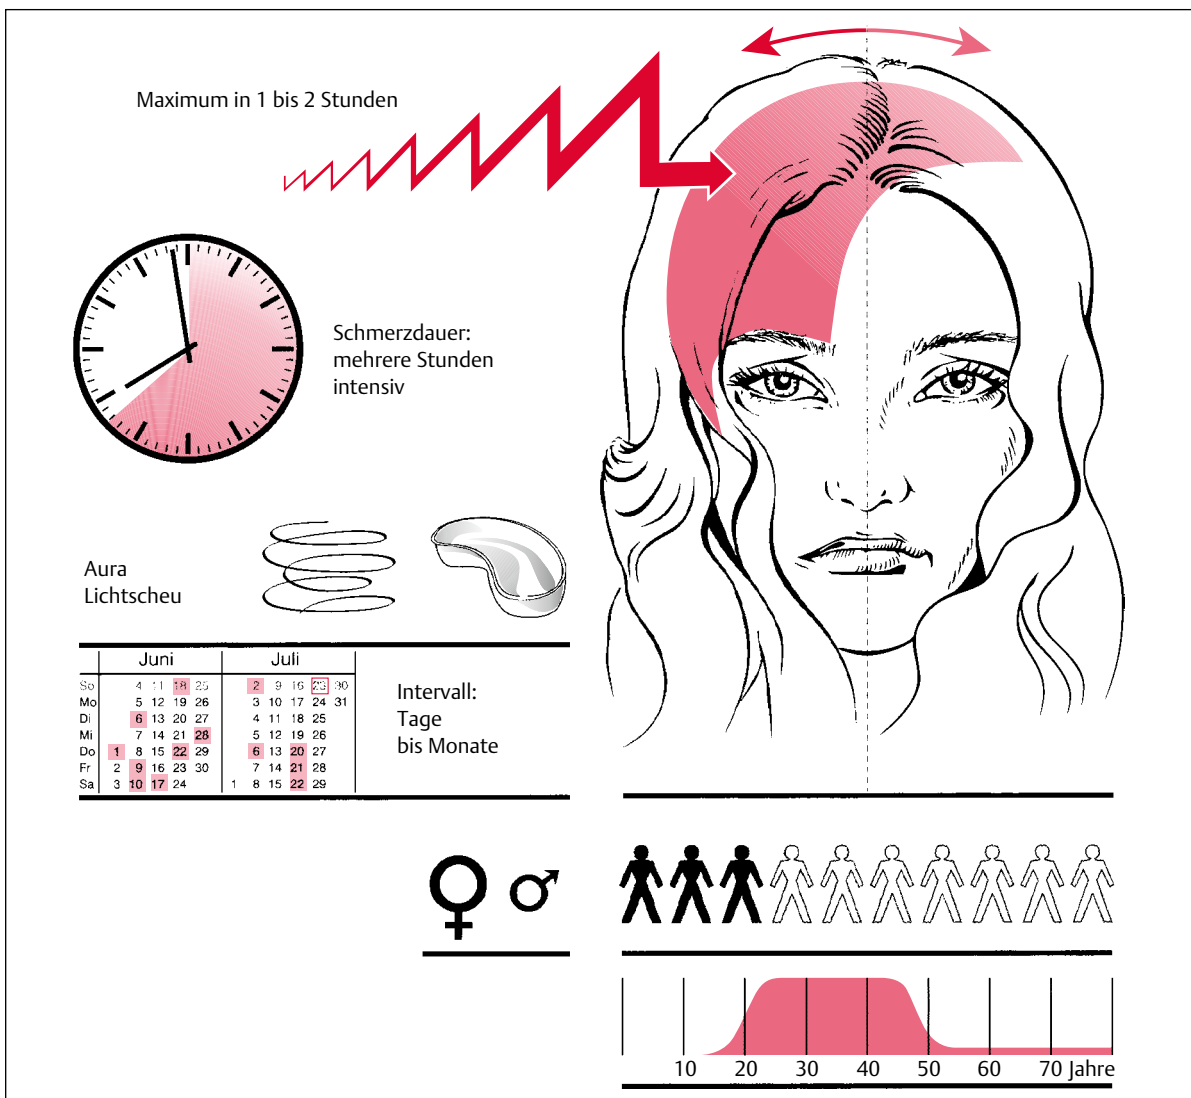 Maximum in 1 bis 2 Stunden
Schmerzdauer:
mehrere Stunden
intensiv
Aura
Lichtscheu
Juni Juli
So 4 11 18 25 2 9 16 23 30
Mo 5 12 19 26 3 10 17 24 31
Di 6 13 20 27 4 11 18 25
Mi 7 14 21 28 5 12 19 26
Do 1 8 15 22 29 6 13 20 27
Fr 2 9 16 23 30 7 14 21 28
Sa 3 10 17 24 1 8 15 22 29
Intervall:
Tage
bis Monate
10 20 30 40 50 60 70 Jahre